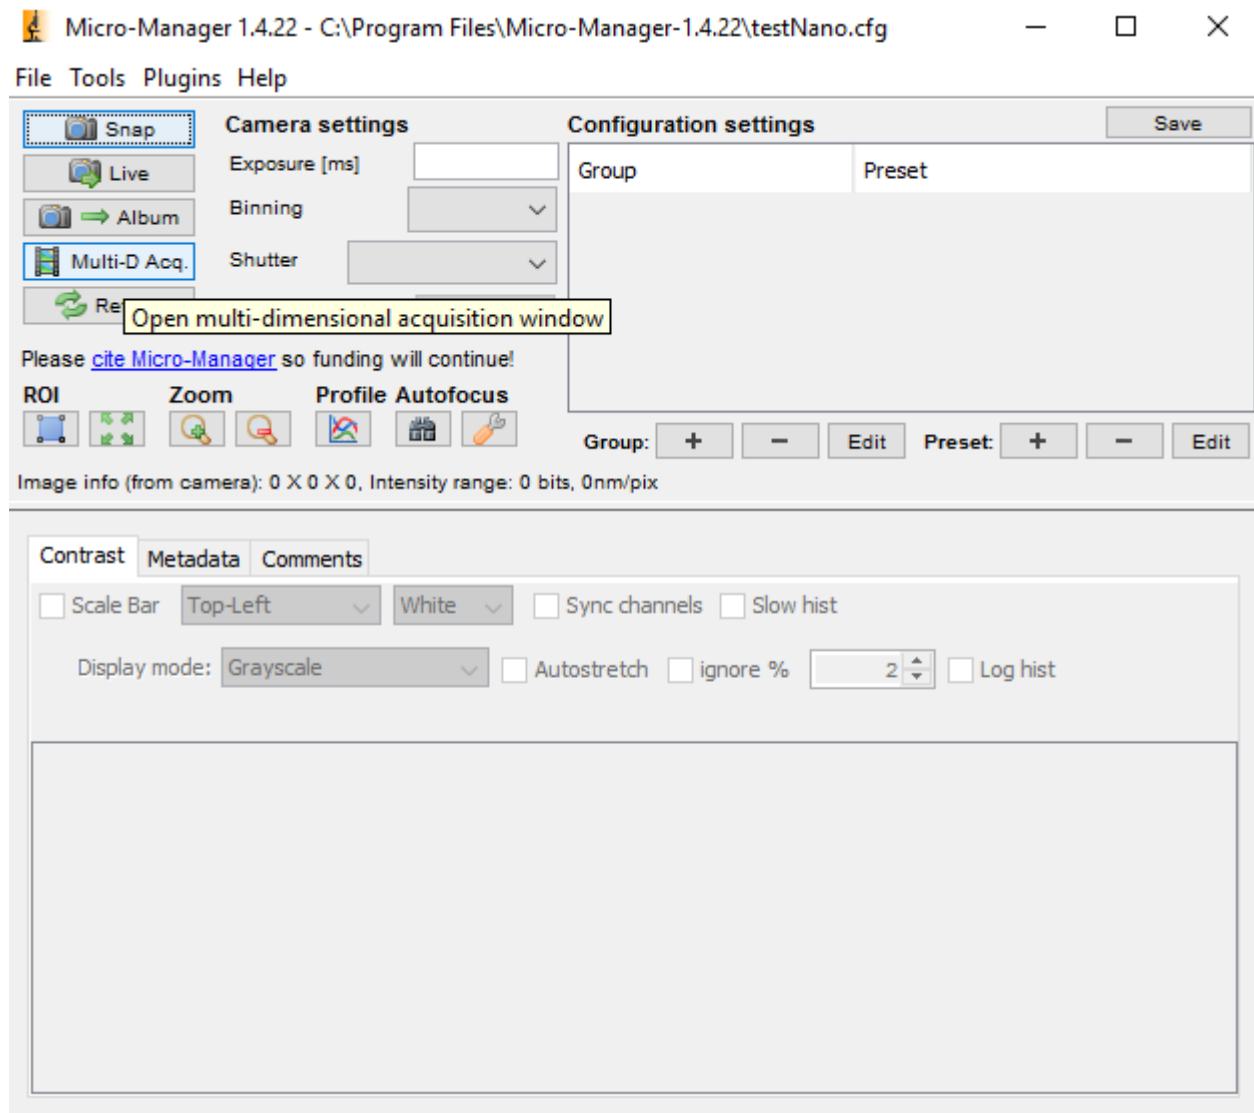 Micro-Manager 1.4.22 - C:\Program Files\Micro-Manager-1.4.22\testNano.cfg
File Tools Plugins Help
Snap Camera settings Configuration settings Save
Live Exposure [ms] Group Preset
Album Binning
Multi-D Acq. Shutter
Open multi-dimensional acquisition window
Please cite Micro-Manager so funding will continue!
ROI Zoom Profile Autofocus
Group: + − Edit Preset: + − Edit
Image info (from camera): 0 X 0 X 0, Intensity range: 0 bits, 0nm/pix
Contrast Metadata Comments
Scale Bar Top-Left White Sync channels Slow hist
Display mode: Grayscale Autostretch ignore % 2 Log hist